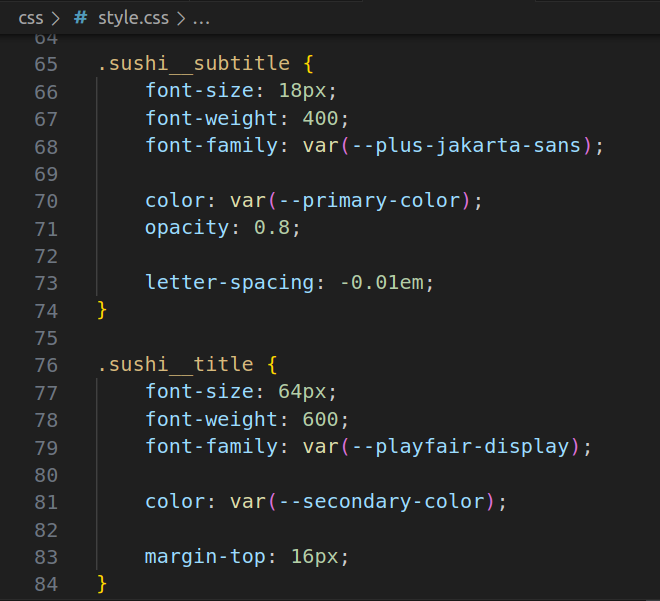 css > # style.css > ...
64
65 .sushi__subtitle {
66     font-size: 18px;
67     font-weight: 400;
68     font-family: var(--plus-jakarta-sans);
69
70     color: var(--primary-color);
71     opacity: 0.8;
72
73     letter-spacing: -0.01em;
74 }
75
76 .sushi__title {
77     font-size: 64px;
78     font-weight: 600;
79     font-family: var(--playfair-display);
80
81     color: var(--secondary-color);
82
83     margin-top: 16px;
84 }